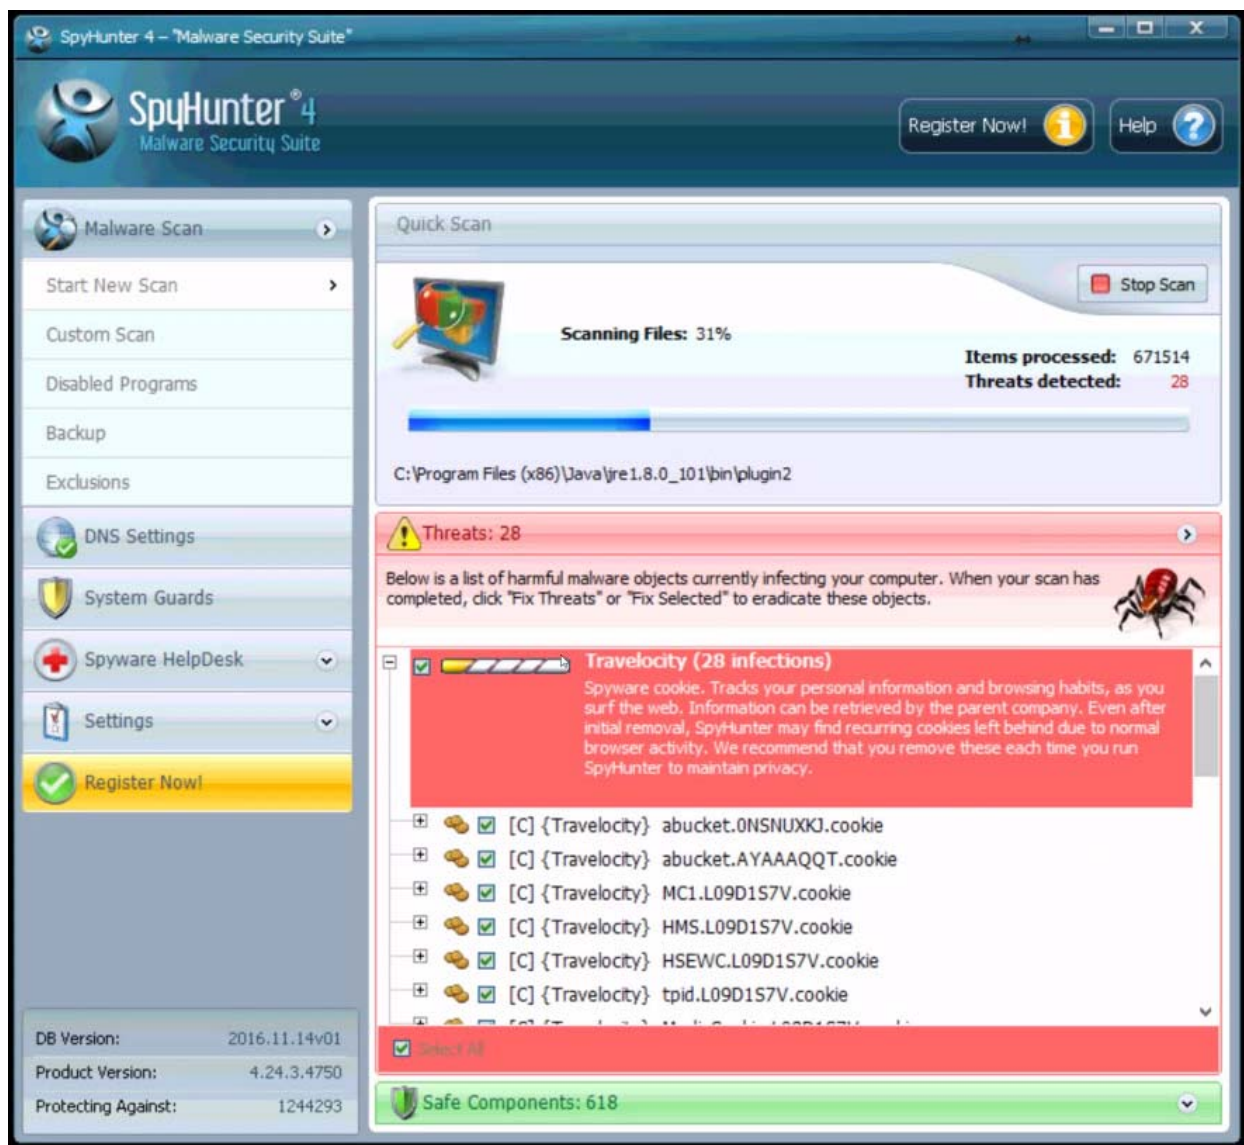 SpyHunter 4 – "Malware Security Suite"
SpyHunter®4
Malware Security Suite
Register Now!
Help
Malware Scan
Start New Scan
Custom Scan
Disabled Programs
Backup
Exclusions
DNS Settings
System Guards
Spyware HelpDesk
Settings
Register Now!
DB Version: 2016.11.14v01
Product Version: 4.24.3.4750
Protecting Against: 1244293
Quick Scan
Stop Scan
Scanning Files: 31%
Items processed: 671514
Threats detected: 28
C:\Program Files (x86)\Java\jre1.8.0_101\bin\plugin2
Threats: 28
Below is a list of harmful malware objects currently infecting your computer. When your scan has
completed, click "Fix Threats" or "Fix Selected" to eradicate these objects.
Travelocity (28 infections)
Spyware cookie. Tracks your personal information and browsing habits, as you
surf the web. Information can be retrieved by the parent company. Even after
initial removal, SpyHunter may find recurring cookies left behind due to normal
browser activity. We recommend that you remove these each time you run
SpyHunter to maintain privacy.
[C] {Travelocity} abucket.0NSNUXKJ.cookie
[C] {Travelocity} abucket.AYAAAQQT.cookie
[C] {Travelocity} MC1.L09D1S7V.cookie
[C] {Travelocity} HMS.L09D1S7V.cookie
[C] {Travelocity} HSEWC.L09D1S7V.cookie
[C] {Travelocity} tpid.L09D1S7V.cookie
Select All
Safe Components: 618